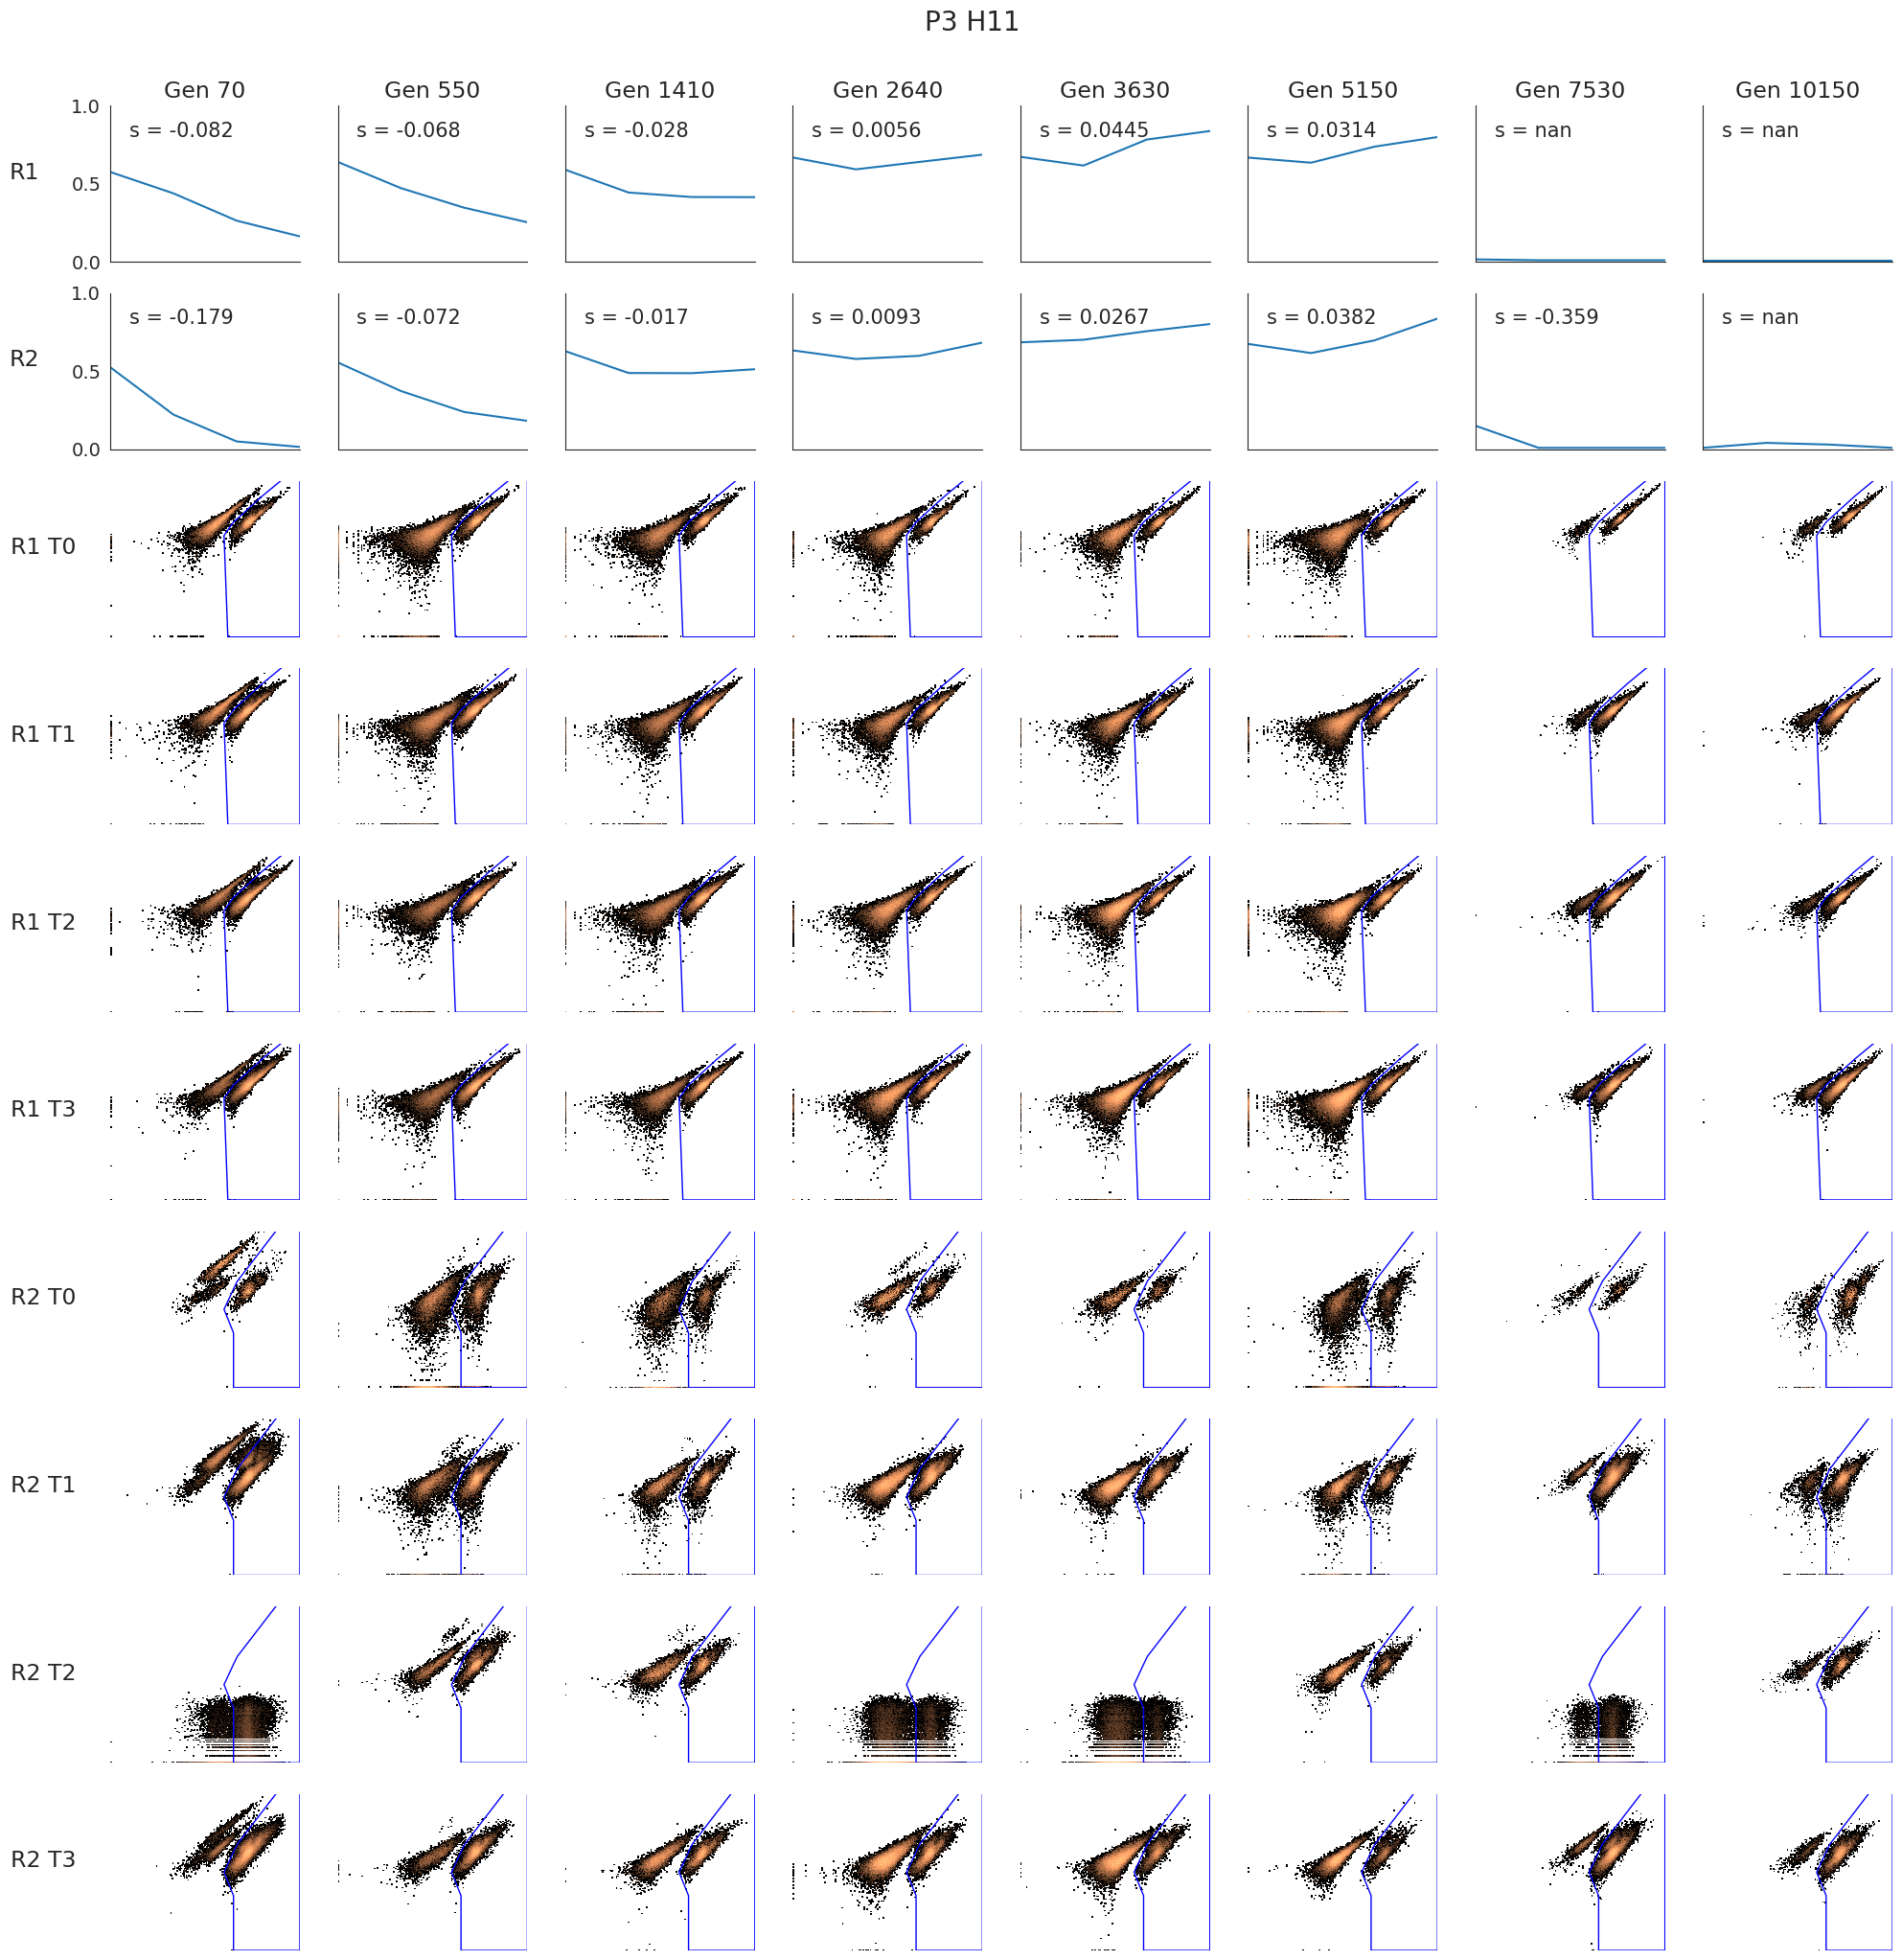 P3 H11
Gen 70 Gen 550 Gen 1410 Gen 2640 Gen 3630 Gen 5150 Gen 7530 Gen 10150
1.0
s = -0.082 s = -0.068 s = -0.028 s = 0.0056 s = 0.0445 s = 0.0314 s = nan s = nan
R1
0.5
0.0
1.0
s = -0.179 s = -0.072 s = -0.017 s = 0.0093 s = 0.0267 s = 0.0382 s = -0.359 s = nan
R2
0.5
0.0
R1 T0
R1 T1
R1 T2
R1 T3
R2 T0
R2 T1
R2 T2
R2 T3